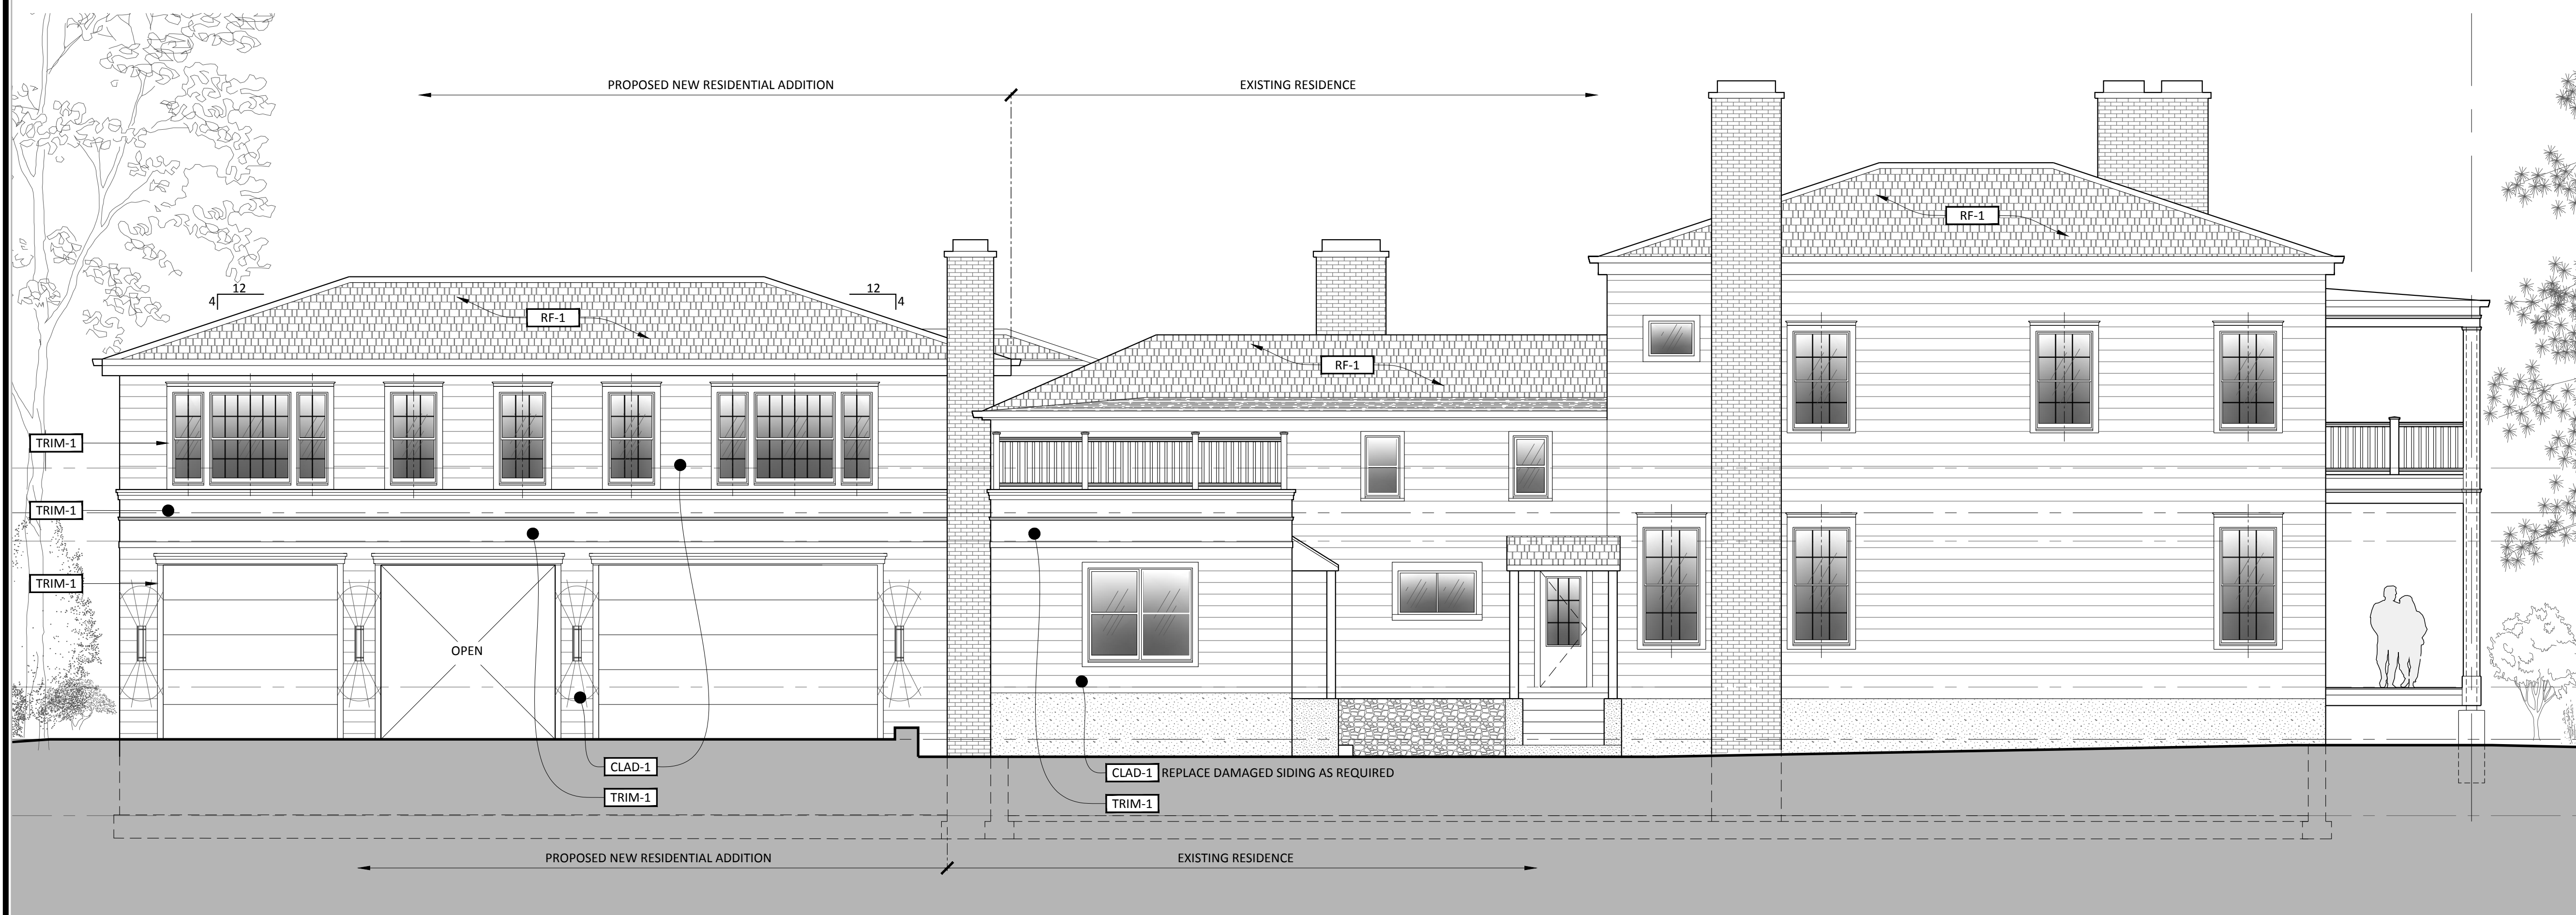 PROPOSED NEW RESIDENTIAL ADDITION
EXISTING RESIDENCE
RF-1
12
4
12
4
RF-1
RF-1
TRIM-1
TRIM-1
TRIM-1
OPEN
CLAD-1
CLAD-1 REPLACE DAMAGED SIDING AS REQUIRED
TRIM-1
TRIM-1
PROPOSED NEW RESIDENTIAL ADDITION
EXISTING RESIDENCE